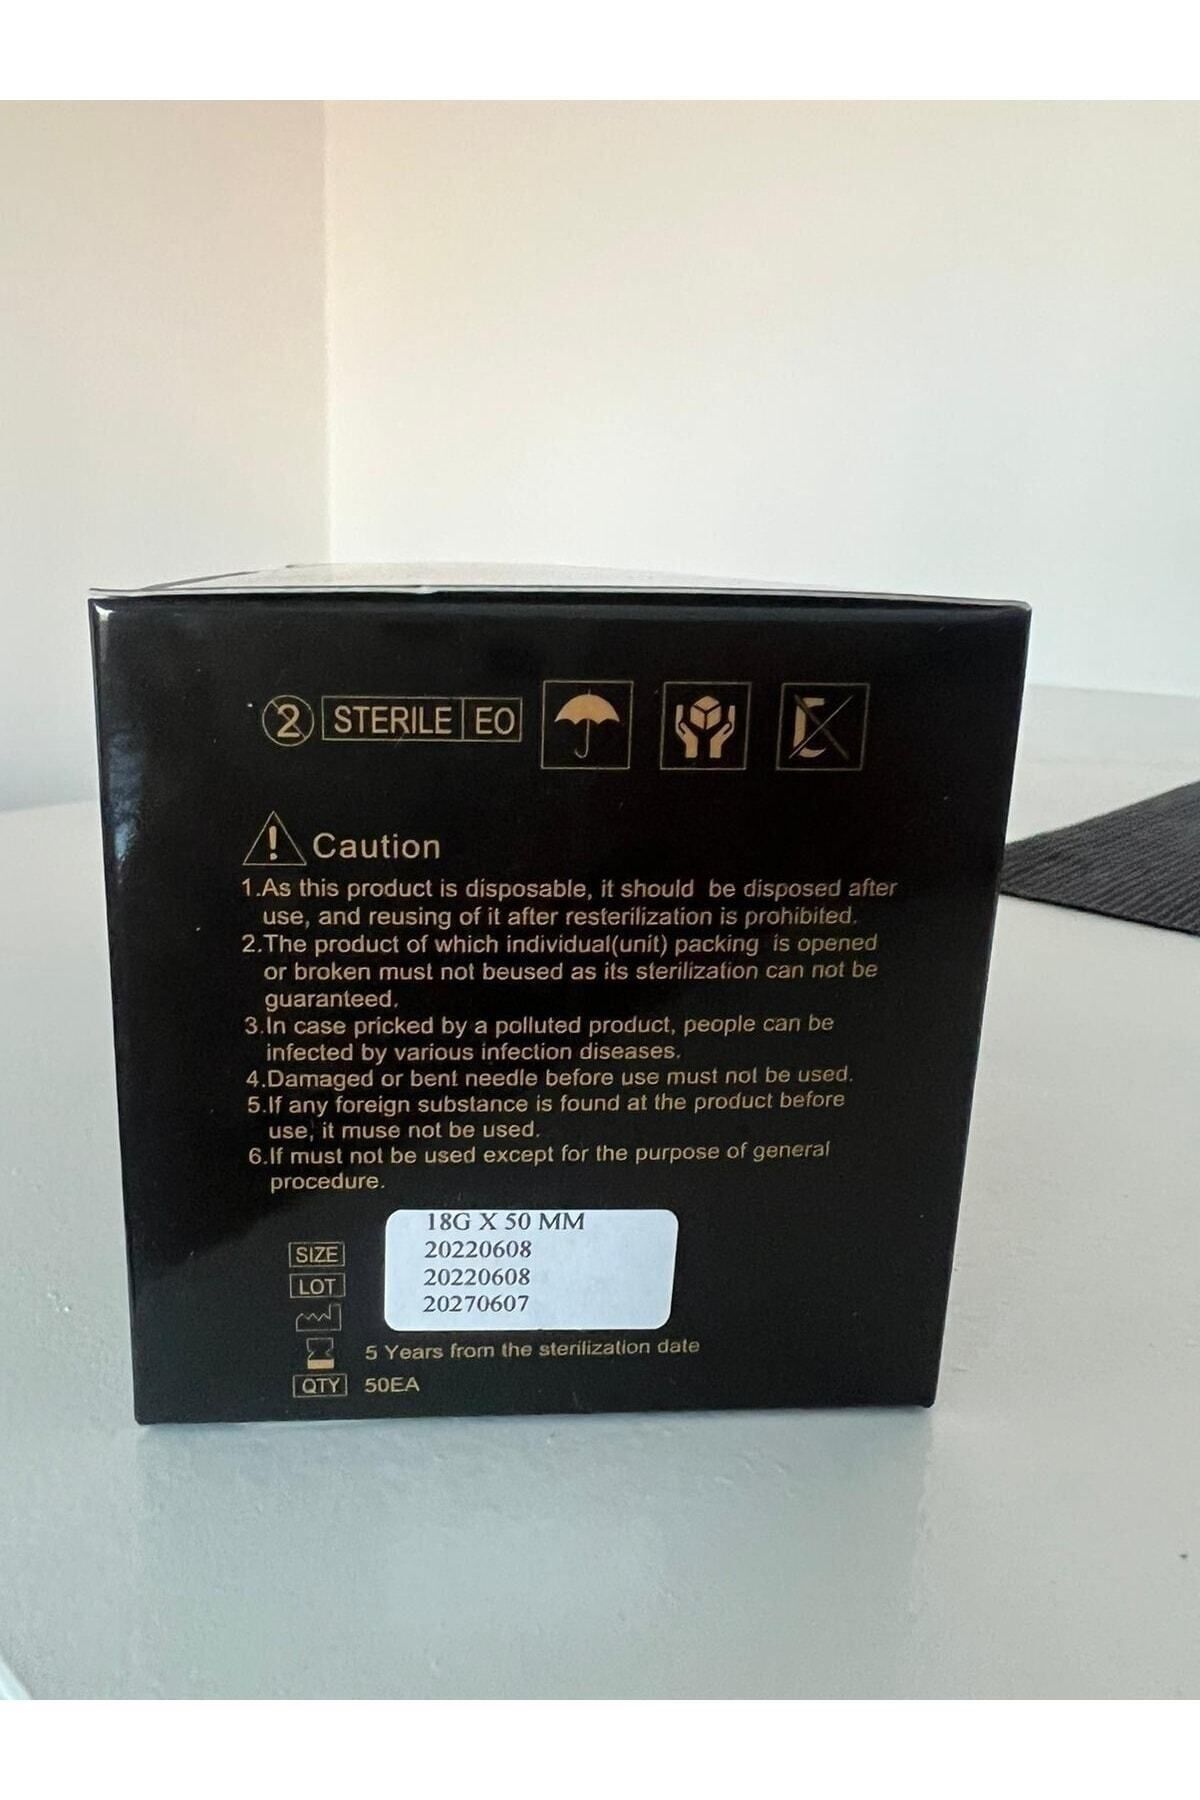 2 STERILE EO
Caution
1.As this product is disposable, it should be disposed after
use, and reusing of it after resterilization is prohibited.
2.The product of which individual(unit) packing is opened
or broken must not beused as its sterilization can not be
guaranteed.
3.In case pricked by a polluted product, people can be
infected by various infection diseases.
4.Damaged or bent needle before use must not be used.
5.If any foreign substance is found at the product before
use, it muse not be used.
6.If must not be used except for the purpose of general
procedure.
18G X 50 MM
SIZE 20220608
LOT 20220608
20270607
5 Years from the sterilization date
QTY 50EA